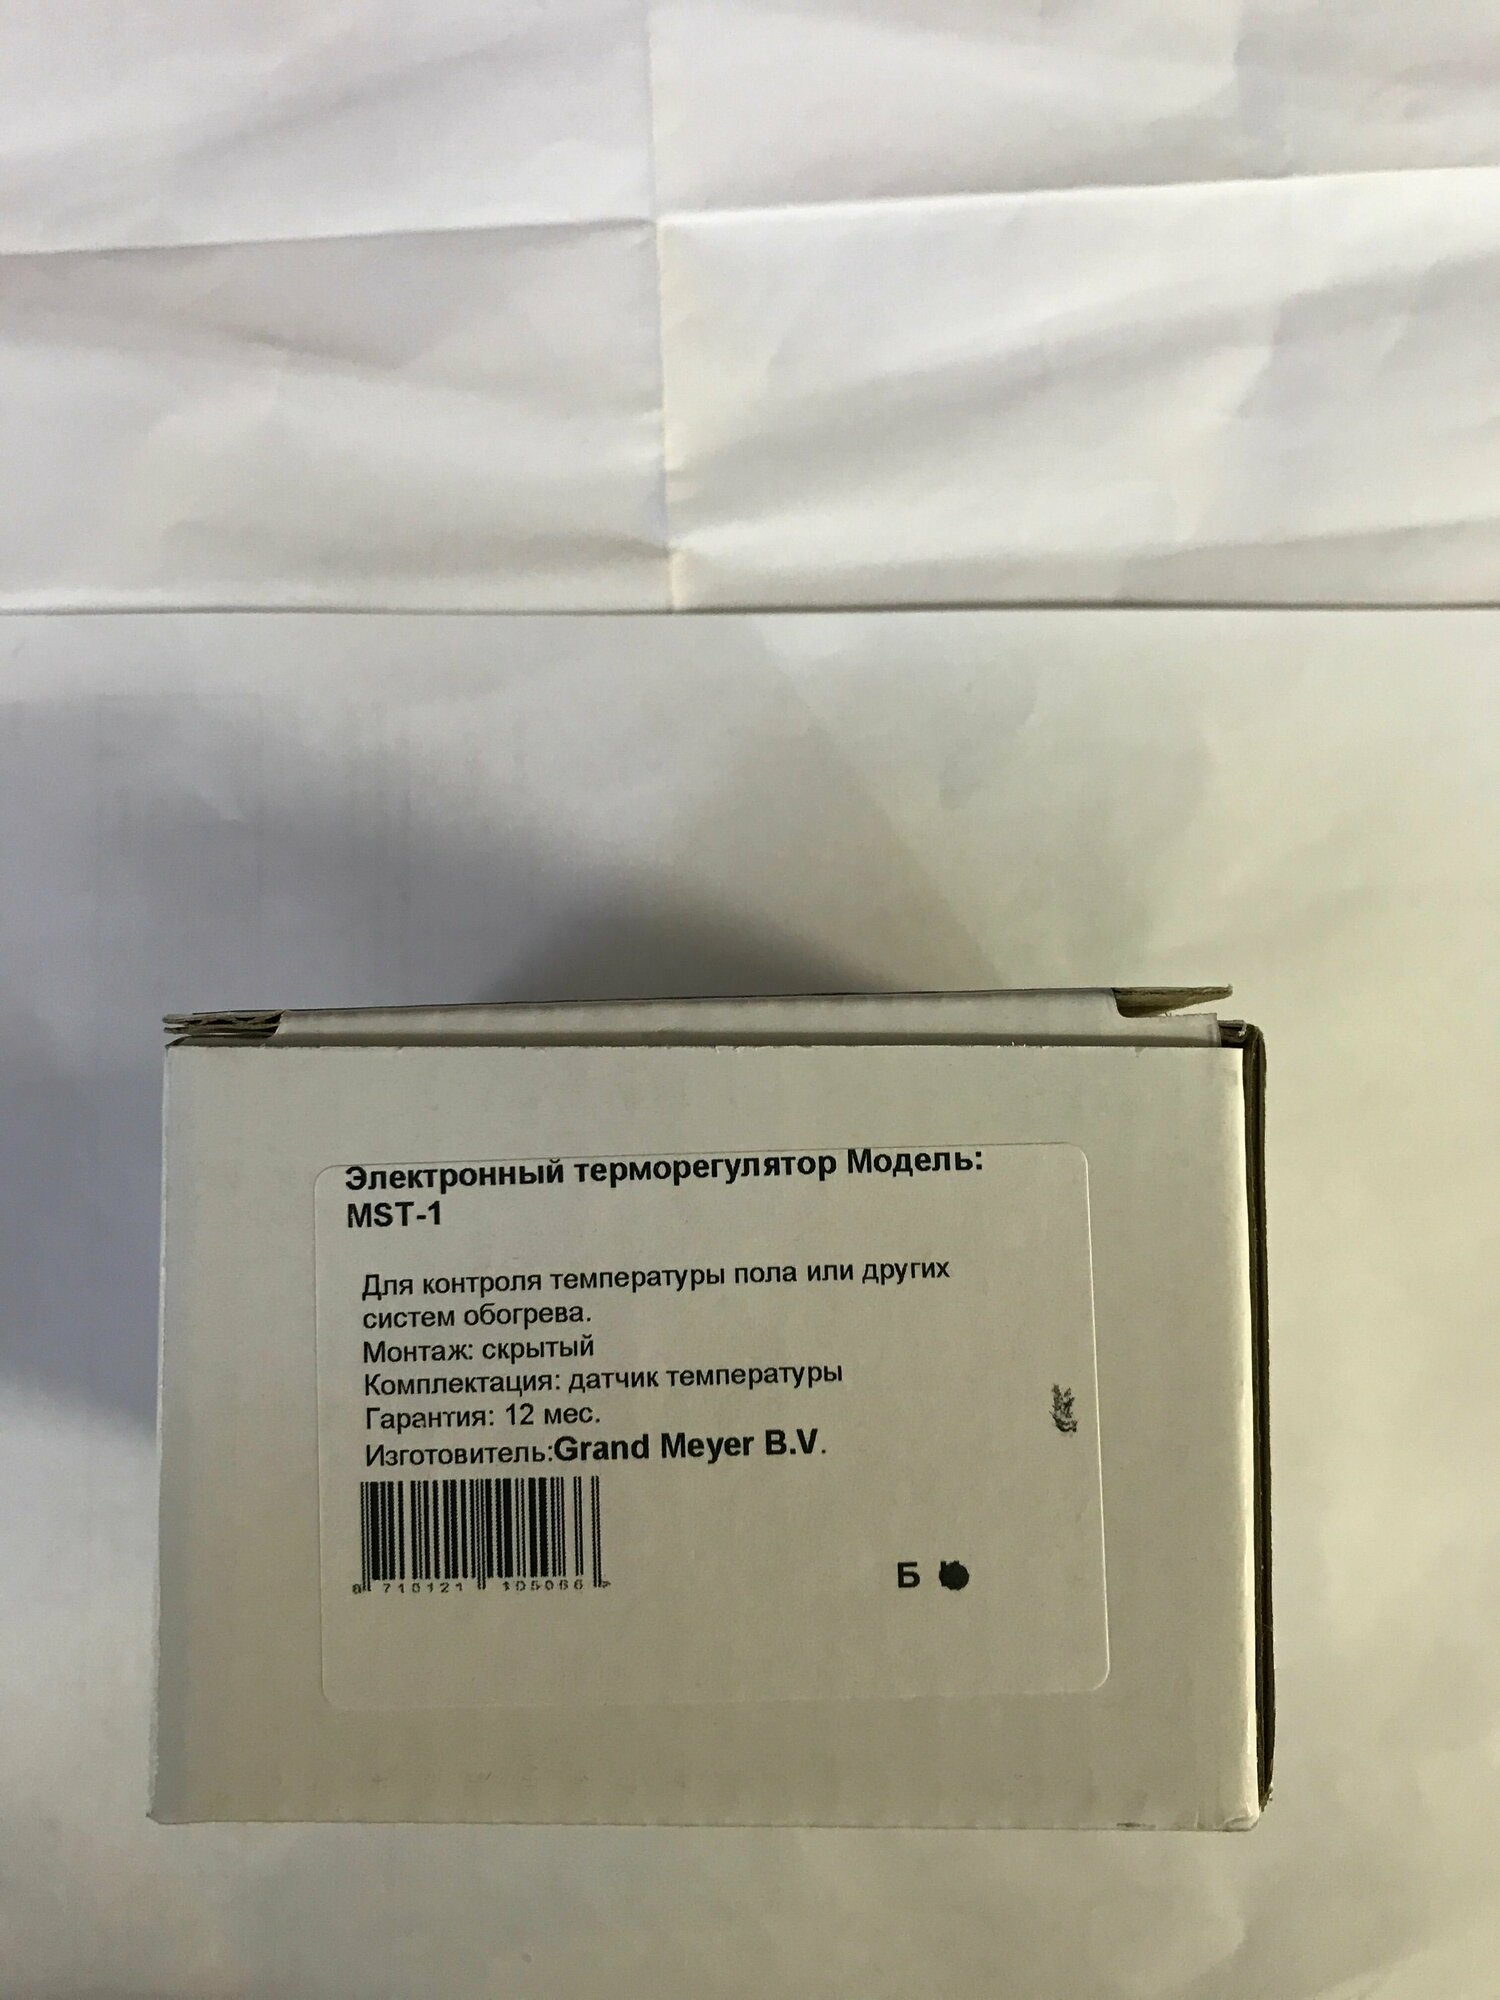 Электронный терморегулятор Модель:
MST-1
Для контроля температуры пола или других
систем обогрева.
Монтаж: скрытый
Комплектация: датчик температуры
Гарантия: 12 мес.
Изготовитель:Grand Meyer B.V.
Б